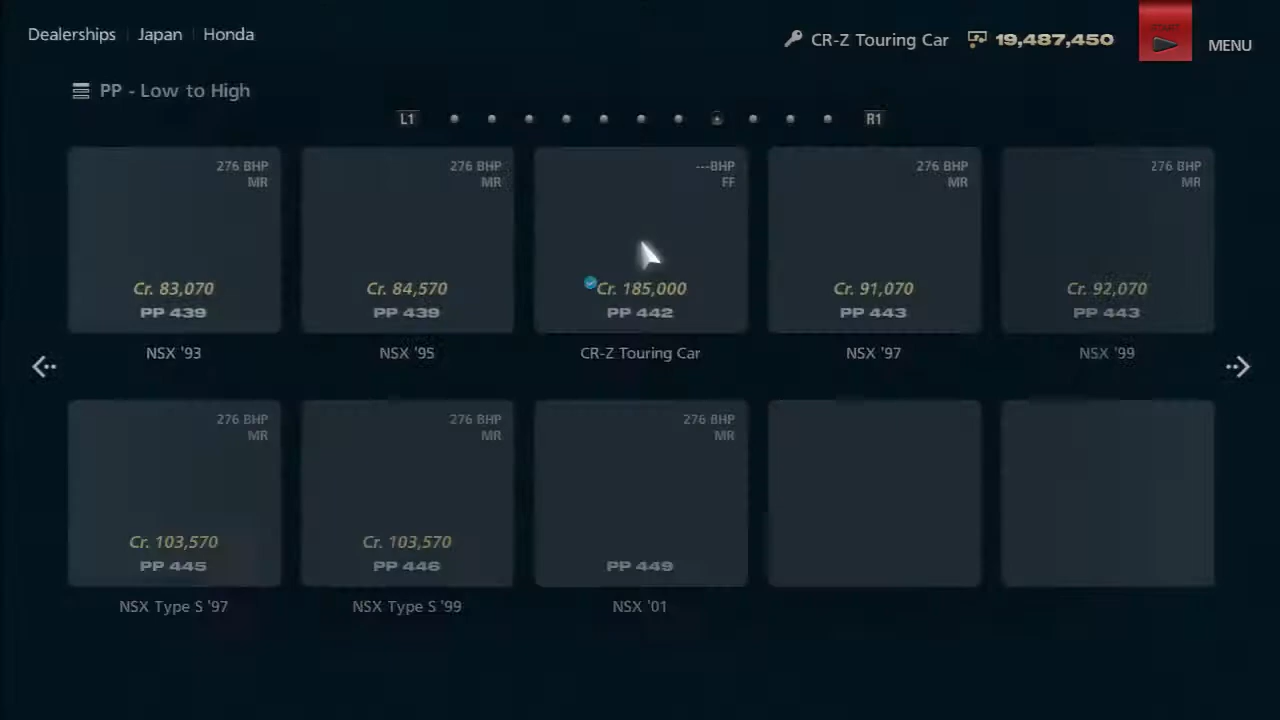 Dealerships Japan Honda
CR-Z Touring Car 19,487,450 START MENU
PP - Low to High
L1 R1
276 BHP 276 BHP ---BHP 276 BHP 276 BHP
MR MR FF MR MR
Cr. 83,070 Cr. 84,570 Cr. 185,000 Cr. 91,070 Cr. 92,070
PP 439 PP 439 PP 442 PP 443 PP 443
NSX '93 NSX '95 CR-Z Touring Car NSX '97 NSX '99
276 BHP 276 BHP 276 BHP
MR MR MR
Cr. 103,570 Cr. 103,570
PP 445 PP 446 PP 449
NSX Type S '97 NSX Type S '99 NSX '01